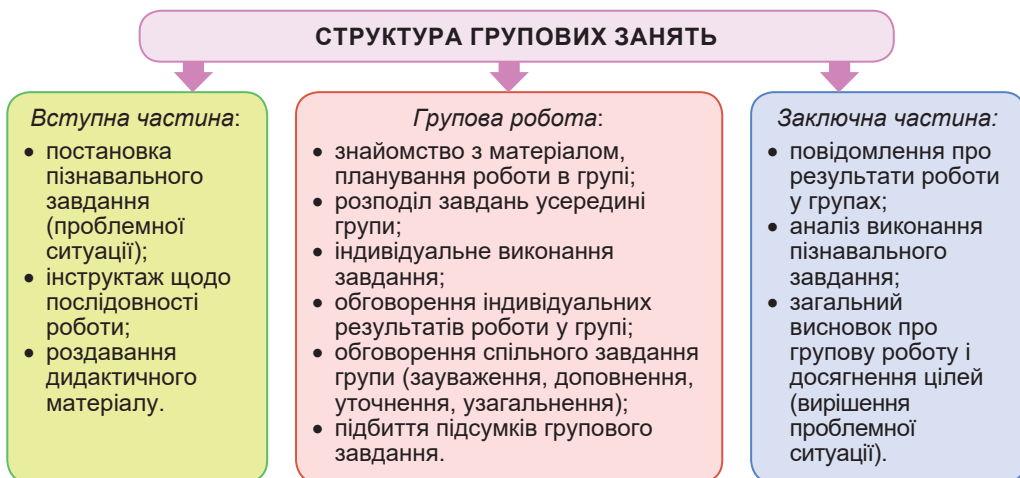 СТРУКТУРА ГРУПОВИХ ЗАНЯТЬ
Вступна частина:
• постановка
пізнавального
завдання
(проблемної
ситуації);
• інструктаж щодо
послідовності
роботи;
• роздавання
дидактичного
матеріалу.
Групова робота:
• знайомство з матеріалом,
планування роботи в групі;
• розподіл завдань усередині
групи;
• індивідуальне виконання
завдання;
• обговорення індивідуальних
результатів роботи у групі;
• обговорення спільного завдання
групи (зауваження, доповнення,
уточнення, узагальнення);
• підбиття підсумків групового
завдання.
Заключна частина:
• повідомлення про
результати роботи
у групах;
• аналіз виконання
пізнавального
завдання;
• загальний
висновок про
групову роботу і
досягнення цілей
(вирішення
проблемної
ситуації).